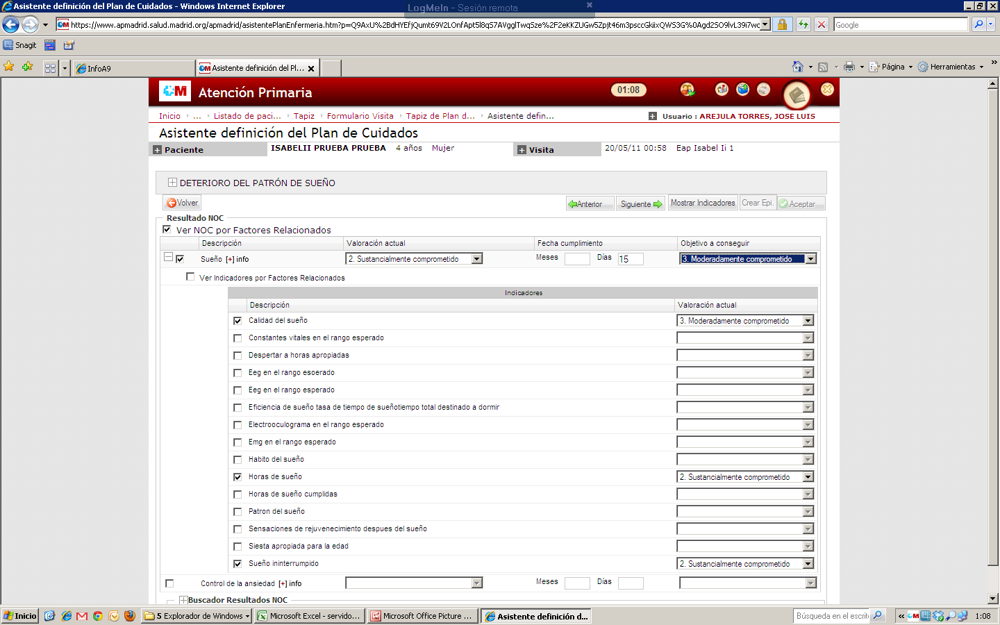 Asistente definición del Plan de Cuidados - Windows Internet Explorer
LogMeIn - Sesión remota
https://www.apmadrid.salud.madrid.org/apmadrid/asistentePlanEnfermeria.htm?p=
Google
Snagit
InfoA9
Asistente definición del Pl...
Página
Herramientas
M
Atención Primaria
01:08
Inicio ... Listado de paci... Tapiz Formulario Visita Tapiz de Plan d... Asistente defin...
Usuario : AREJULA TORRES, JOSE LUIS
Asistente definición del Plan de Cuidados
Paciente ISABELII PRUEBA PRUEBA 4 años Mujer Visita 20/05/11 00:58 Eap Isabel Ii 1
DETERIORO DEL PATRÓN DE SUEÑO
Volver Anterior Siguiente Mostrar Indicadores Crear Epi. Aceptar
Resultado NOC
Ver NOC por Factores Relacionados
Descripción Valoración actual Fecha cumplimiento Objetivo a conseguir
Sueño [+] info 2. Sustancialmente comprometido Meses Días 15 3. Moderadamente comprometido
Ver Indicadores por Factores Relacionados
Indicadores
Descripción Valoración actual
Calidad del sueño 3. Moderadamente comprometido
Constantes vitales en el rango esperado
Despertar a horas apropiadas
Eeg en el rango esoerado
Eeg en el rango esperado
Eficiencia de sueño tasa de tiempo de sueñotiempo total destinado a dormir
Electrooculograma en el rango esperado
Emg en el rango esperado
Habito del sueño
Horas de sueño 2. Sustancialmente comprometido
Horas de sueño cumplidas
Patron del sueño
Sensaciones de rejuvenecimiento despues del sueño
Siesta apropiada para la edad
Sueño ininterrumpido 2. Sustancialmente comprometido
Control de la ansiedad [+] info Meses Días
Buscador Resultados NOC
Inicio
5 Explorador de Windows
Microsoft Excel - servido...
Microsoft Office Picture ...
Asistente definición d...
Búsqueda en el escrit
1:08